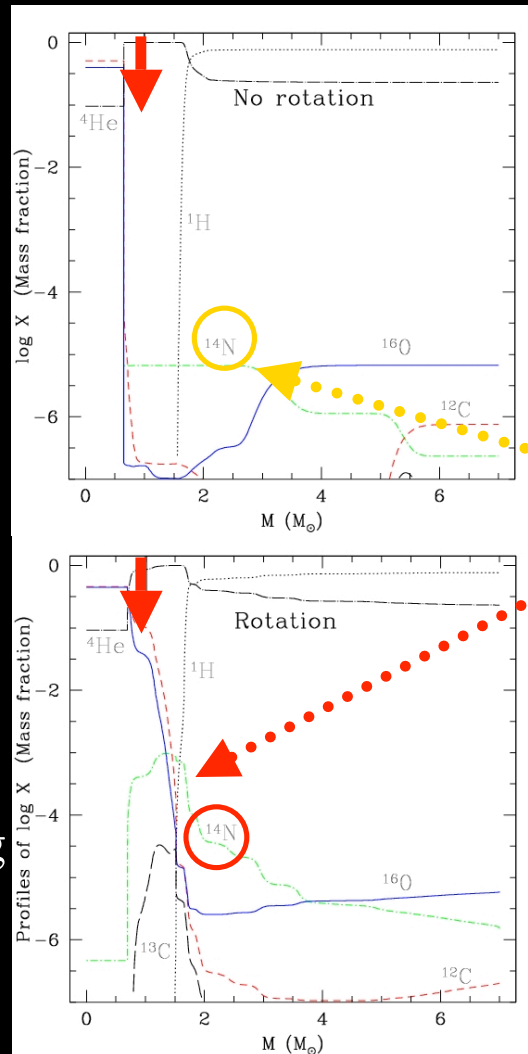 0
No rotation
⁴He
-2
¹H
-4
¹⁴N
¹⁶O
¹²C
-6
log X (Mass fraction)
0 2 4 6
M (M☉)
0
⁴He
Rotation
¹H
-2
-4
¹⁴N
¹⁶O
¹³C
¹²C
-6
Profiles of log X (Mass fraction)
0 2 4 6
M (M☉)